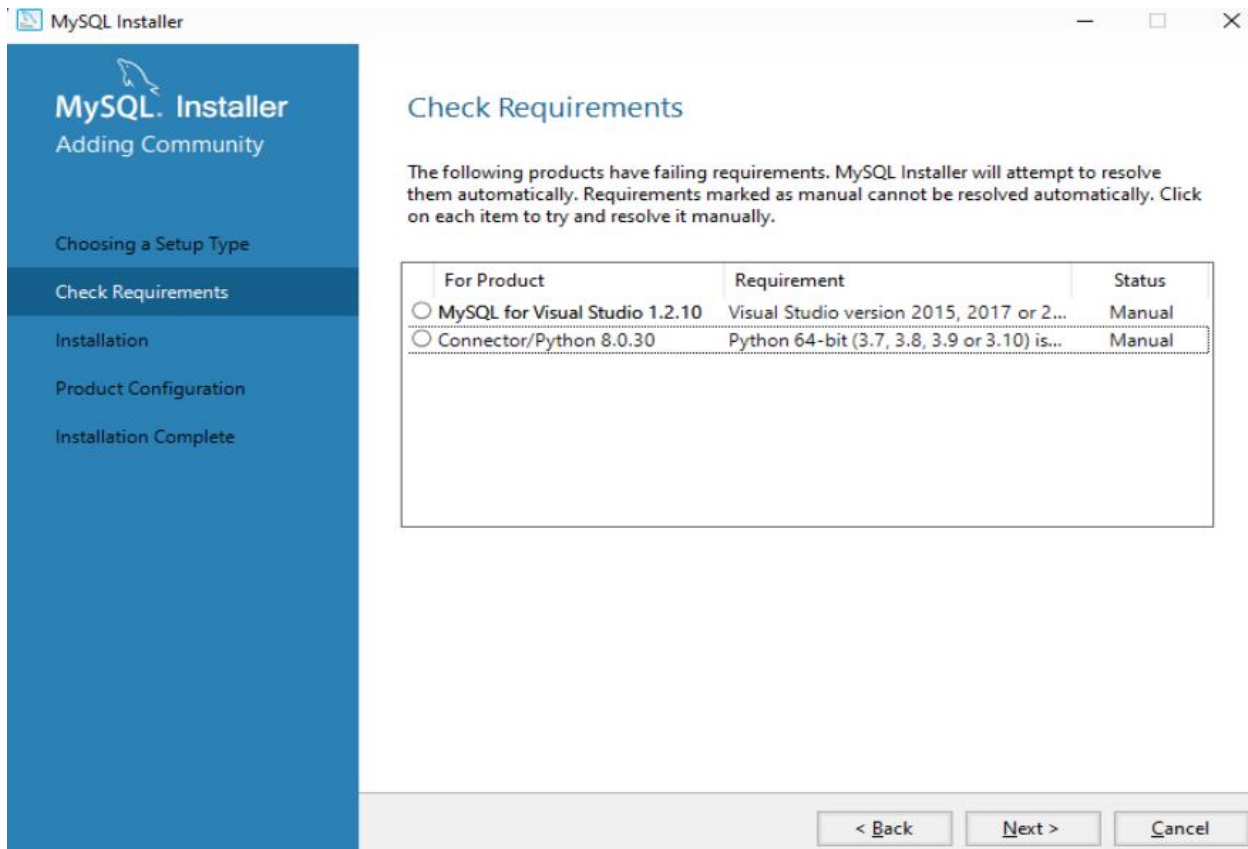 MySQL Installer
MySQL. Installer
Adding Community
Choosing a Setup Type
Check Requirements
Installation
Product Configuration
Installation Complete
Check Requirements
The following products have failing requirements. MySQL Installer will attempt to resolve
them automatically. Requirements marked as manual cannot be resolved automatically. Click
on each item to try and resolve it manually.
For Product Requirement Status
MySQL for Visual Studio 1.2.10 Visual Studio version 2015, 2017 or 2... Manual
Connector/Python 8.0.30 Python 64-bit (3.7, 3.8, 3.9 or 3.10) is... Manual
< Back Next > Cancel